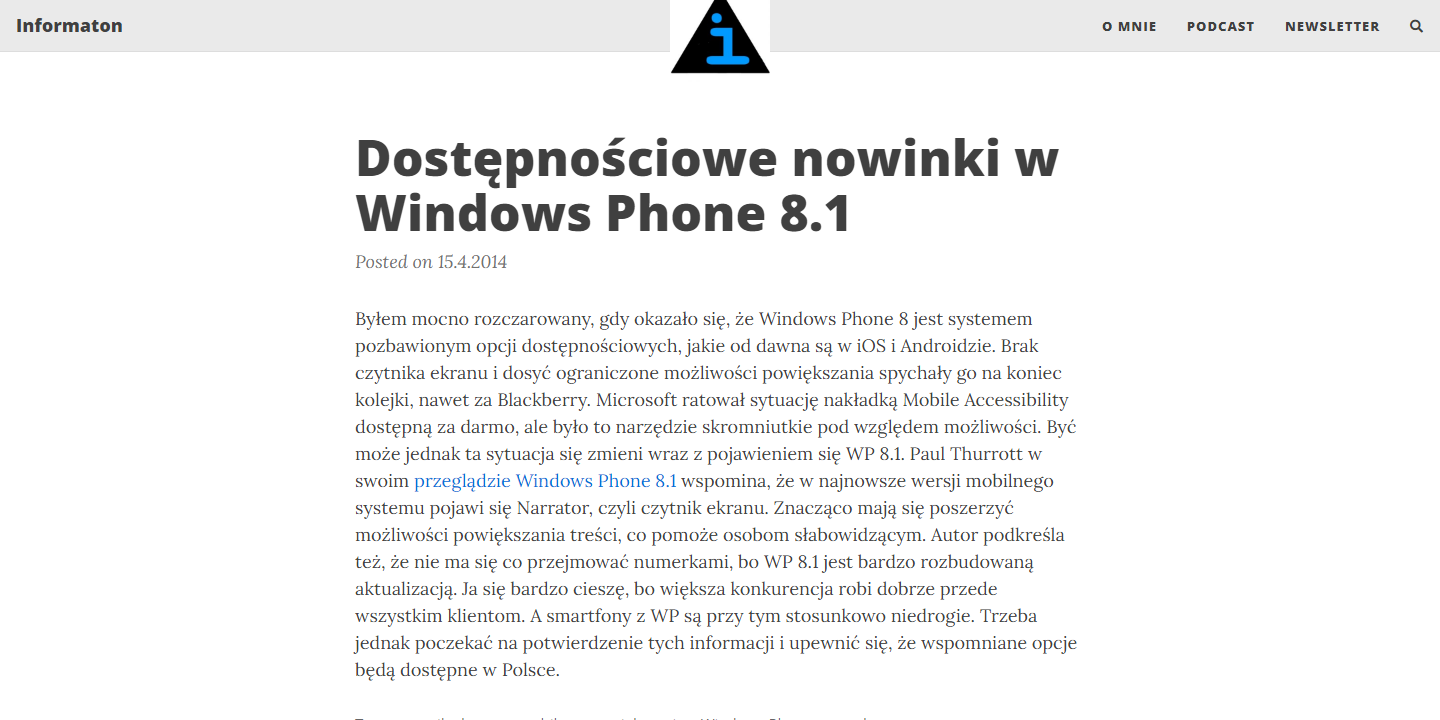 Informaton
i
O MNIE
PODCAST
NEWSLETTER
Dostępnościowe nowinki w
Windows Phone 8.1
Posted on 15.4.2014
Byłem mocno rozczarowany, gdy okazało się, że Windows Phone 8 jest systemem
pozbawionym opcji dostępnościowych, jakie od dawna są w iOS i Androidzie. Brak
czytnika ekranu i dosyć ograniczone możliwości powiększania spychały go na koniec
kolejki, nawet za Blackberry. Microsoft ratował sytuację nakładką Mobile Accessibility
dostępną za darmo, ale było to narzędzie skromniutkie pod względem możliwości. Być
może jednak ta sytuacja się zmieni wraz z pojawieniem się WP 8.1. Paul Thurrott w
swoim przeglądzie Windows Phone 8.1 wspomina, że w najnowsze wersji mobilnego
systemu pojawi się Narrator, czyli czytnik ekranu. Znacząco mają się poszerzyć
możliwości powiększania treści, co pomoże osobom słabowidzącym. Autor podkreśla
też, że nie ma się co przejmować numerkami, bo WP 8.1 jest bardzo rozbudowaną
aktualizacją. Ja się bardzo cieszę, bo większa konkurencja robi dobrze przede
wszystkim klientom. A smartfony z WP są przy tym stosunkowo niedrogie. Trzeba
jednak poczekać na potwierdzenie tych informacji i upewnić się, że wspomniane opcje
będą dostępne w Polsce.